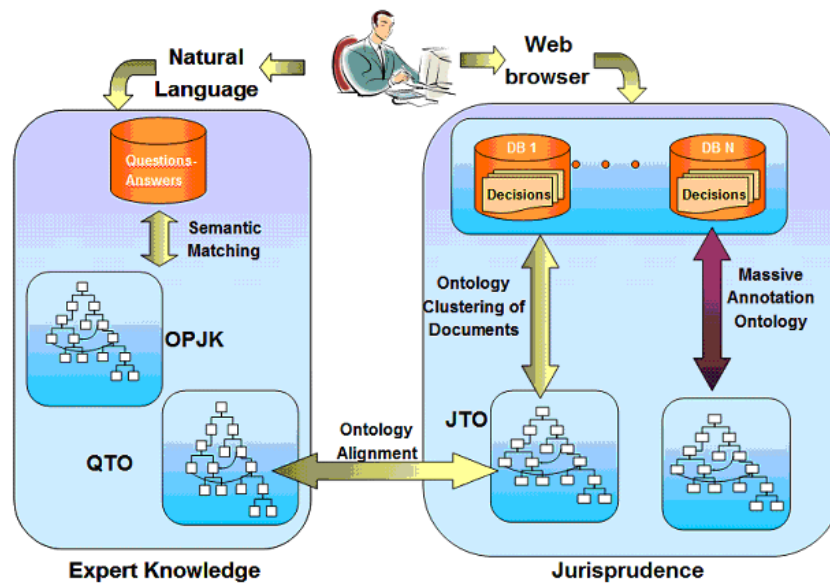 Natural
Language
Web
browser
Questions-
Answers
Semantic
Matching
OPJK
QTO
Expert Knowledge
Ontology
Alignment
DB 1
Decisions
DB N
Decisions
Ontology
Clustering of
Documents
Massive
Annotation
Ontology
JTO
Jurisprudence